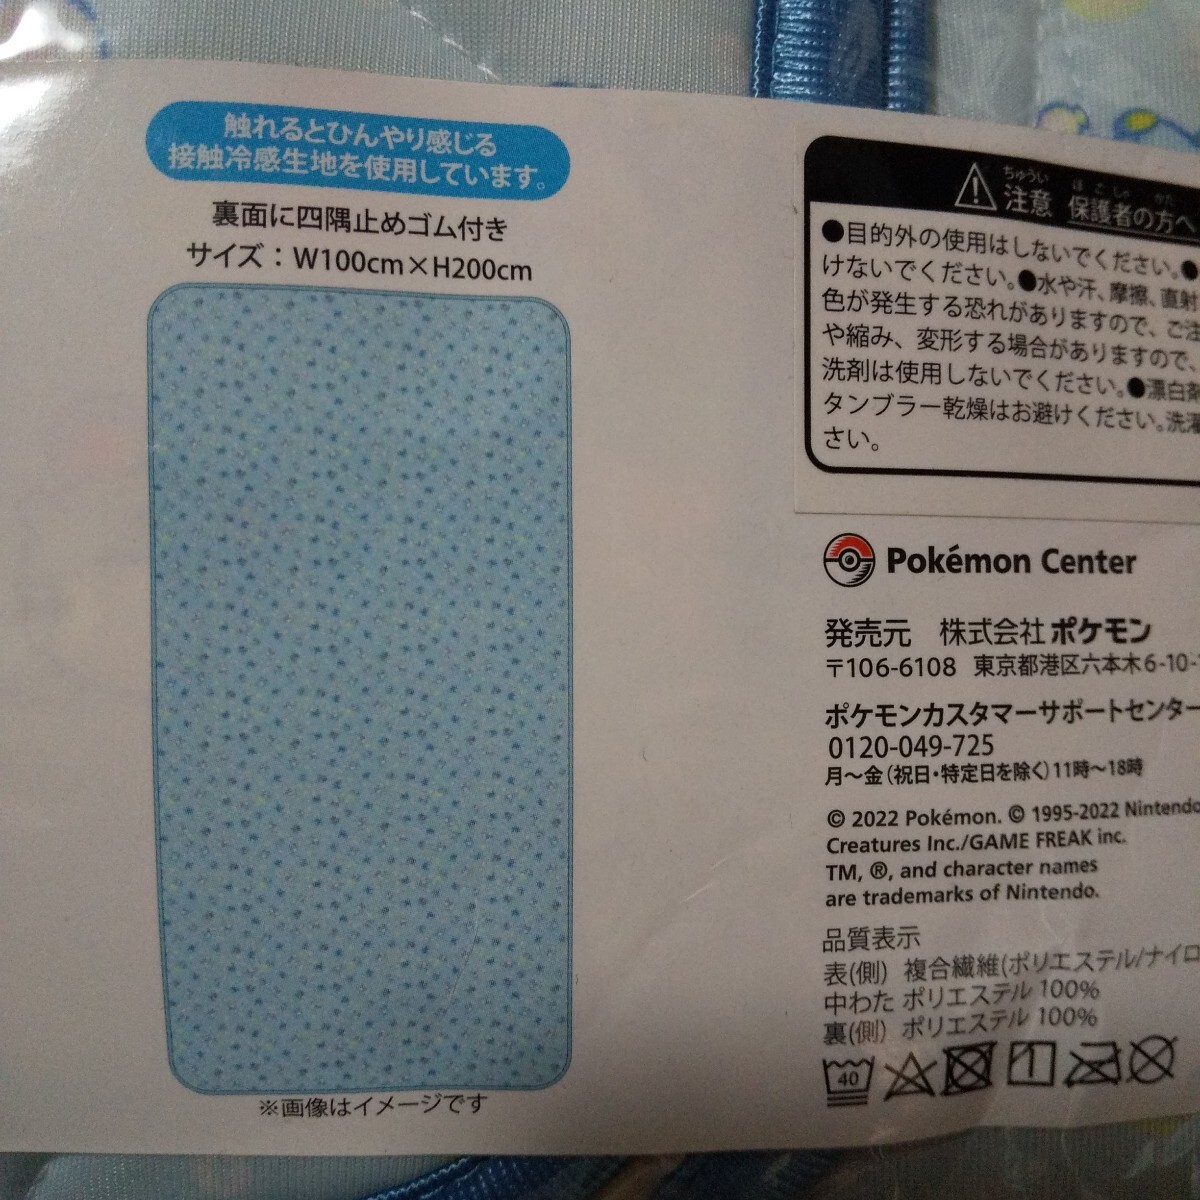 触れるとひんやり感じる
接触冷感生地を使用しています。
裏面に四隅止めゴム付き
サイズ：W100cm×H200cm
※画像はイメージです
ちゅうい ほごしゃ かた
注意 保護者の方へ
●目的外の使用はしないでください。●
けないでください。●水や汗、摩擦、直射
色が発生する恐れがありますので、ご注
や縮み、変形する場合がありますので、
洗剤は使用しないでください。●漂白剤
タンブラー乾燥はお避けください。洗濯
さい。
Pokémon Center
発売元 株式会社ポケモン
〒106-6108 東京都港区六本木6-10-
ポケモンカスタマーサポートセンター
0120-049-725
月～金（祝日・特定日を除く）11時～18時
© 2022 Pokémon. © 1995-2022 Nintendo
Creatures Inc./GAME FREAK inc.
TM, ®, and character names
are trademarks of Nintendo.
品質表示
表(側) 複合繊維(ポリエステル/ナイロ
中わた ポリエステル 100%
裏(側) ポリエステル 100%
40